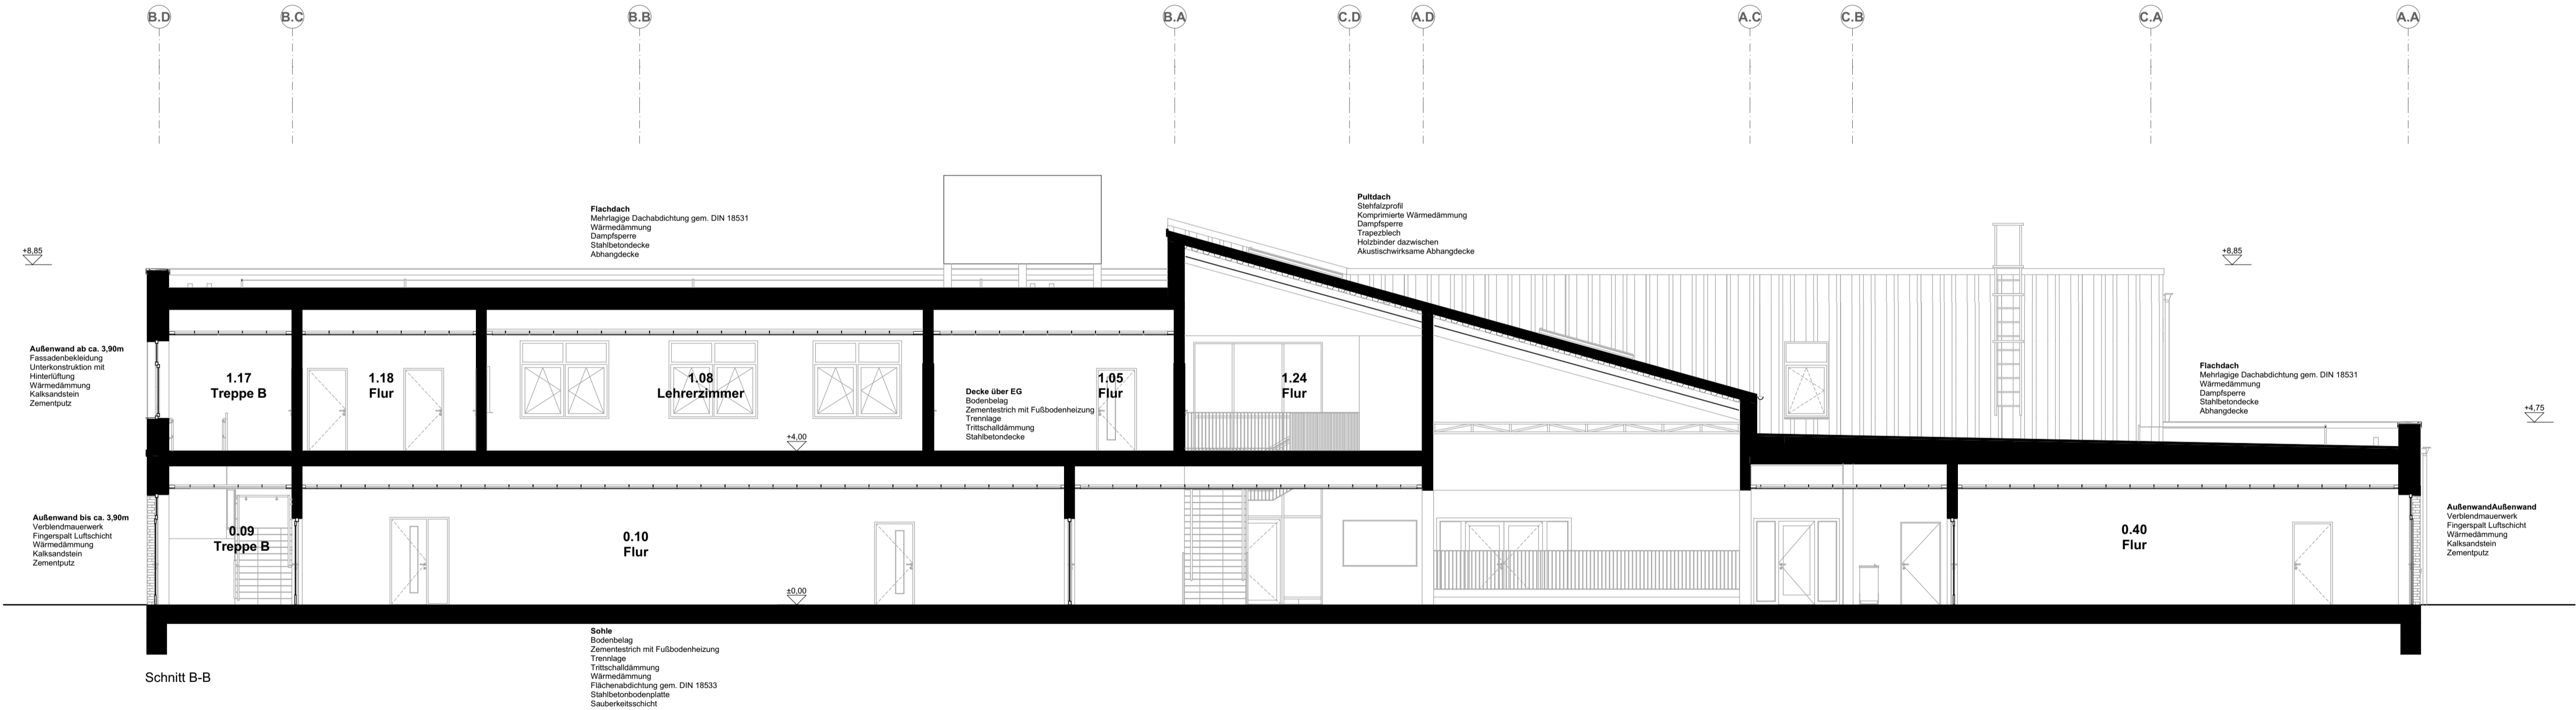 B.D
B.C
B.B
B.A
C.D
A.D
A.C
C.B
C.A
A.A
Flachdach
Mehrlagige Dachabdichtung gem. DIN 18531
Wärmedämmung
Dampfsperre
Stahlbetondecke
Abhangdecke
Pultdach
Stehfalzprofil
Komprimierte Wärmedämmung
Dampfsperre
Trapezblech
Holzbinder dazwischen
Akustischwirksame Abhangdecke
+8,85
+8,85
Außenwand ab ca. 3,90m
Fassadenbekleidung
Unterkonstruktion mit
Hinterlüftung
Wärmedämmung
Kalksandstein
Zementputz
1.17
Treppe B
1.18
Flur
1.08
Lehrerzimmer
Decke über EG
Bodenbelag
Zementestrich mit Fußbodenheizung
Trennlage
Trittschalldämmung
Stahlbetondecke
1.05
Flur
1.24
Flur
Flachdach
Mehrlagige Dachabdichtung gem. DIN 18531
Wärmedämmung
Dampfsperre
Stahlbetondecke
Abhangdecke
+4,75
+4,00
Außenwand bis ca. 3,90m
Verblendmauerwerk
Fingerspalt Luftschicht
Wärmedämmung
Kalksandstein
Zementputz
0.09
Treppe B
0.10
Flur
0.40
Flur
AußenwandAußenwand
Verblendmauerwerk
Fingerspalt Luftschicht
Wärmedämmung
Kalksandstein
Zementputz
±0,00
Sohle
Bodenbelag
Zementestrich mit Fußbodenheizung
Trennlage
Trittschalldämmung
Wärmedämmung
Flächenabdichtung gem. DIN 18533
Stahlbetonbodenplatte
Sauberkeitsschicht
Schnitt B-B